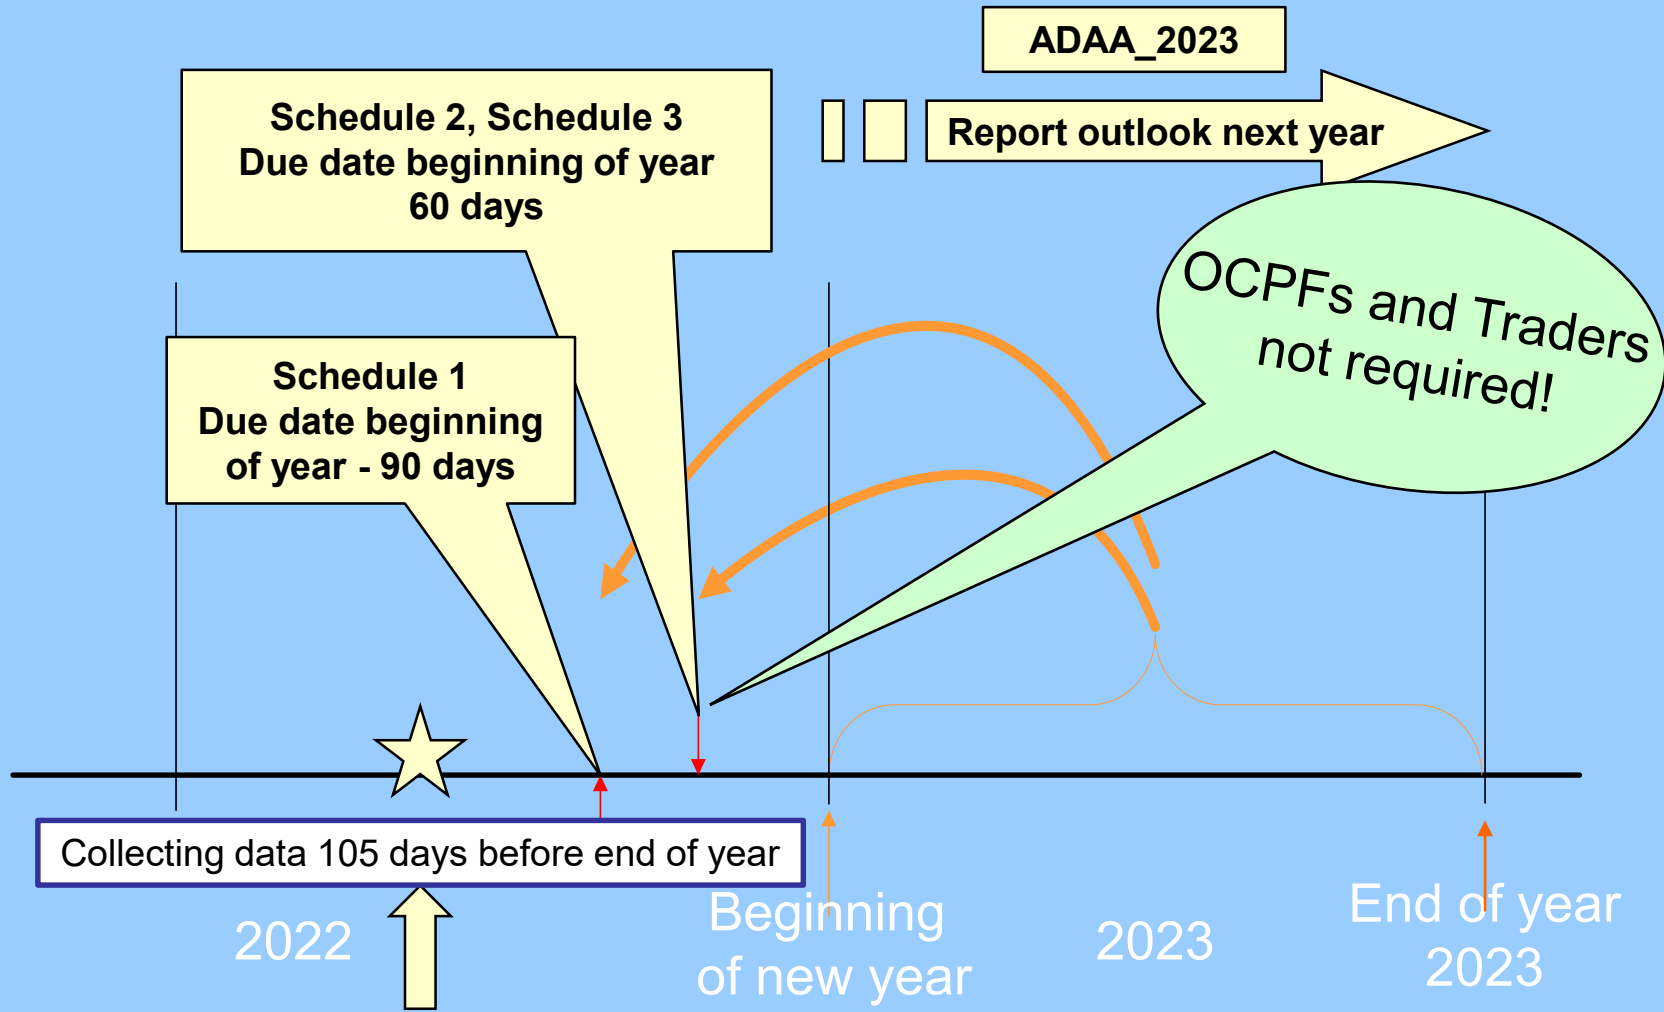 ADAA_2023
Report outlook next year
Schedule 2, Schedule 3
Due date beginning of year
60 days
OCPFs and Traders
not required!
Schedule 1
Due date beginning
of year - 90 days
Collecting data 105 days before end of year
2022
Beginning
of new year
2023
End of year
2023